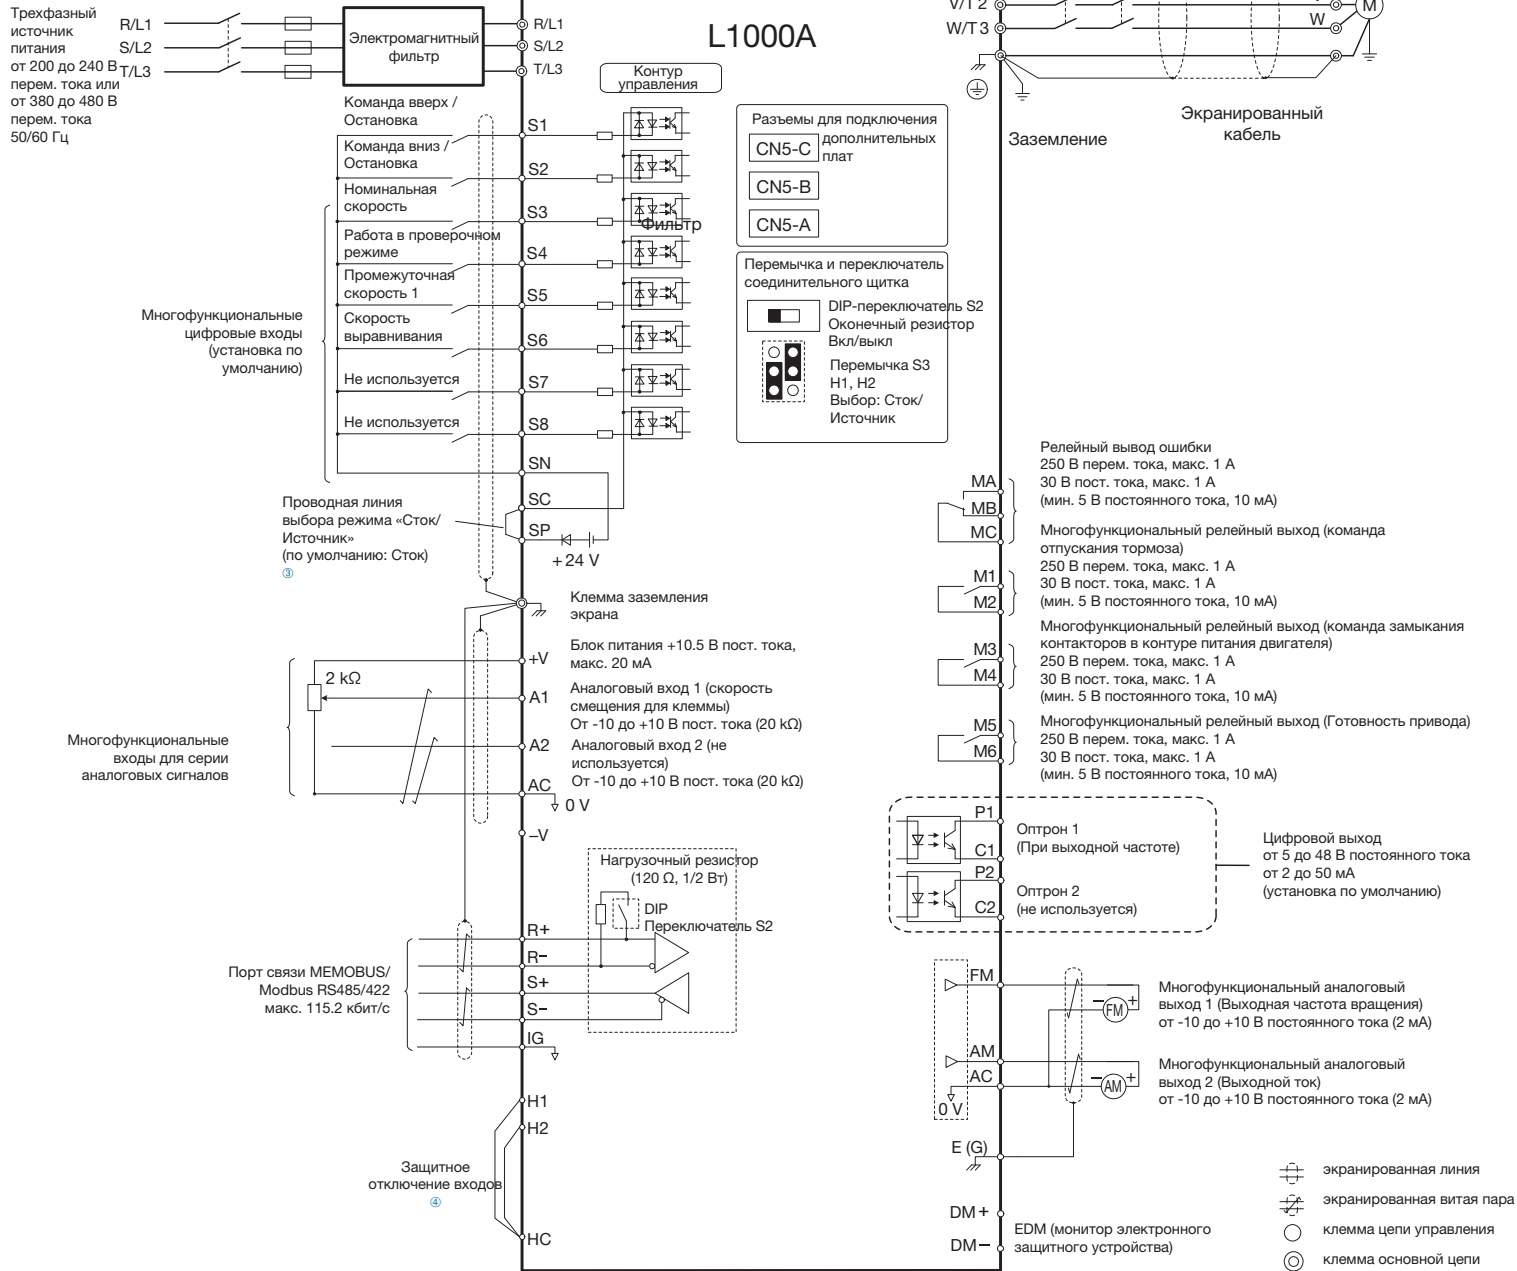 Трехфазный
источник
питания
от 200 до 240 В
перем. тока или
от 380 до 480 В
перем. тока
50/60 Гц
R/L1
S/L2
T/L3
Электромагнитный
фильтр
R/L1
S/L2
T/L3
L1000A
Контур
управления
V/T2
W/T3
W
M
Заземление
Экранированный
кабель
Разъемы для подключения
дополнительных
плат
CN5-C
CN5-B
CN5-A
Перемычка и переключатель
соединительного щитка
DIP-переключатель S2
Оконечный резистор
Вкл/выкл
Перемычка S3
H1, H2
Выбор: Сток/
Источник
Команда вверх /
Остановка
S1
Команда вниз /
Остановка
S2
Номинальная
скорость
S3
Фильтр
Работа в проверочном
режиме
S4
Промежуточная
скорость 1
S5
Скорость
выравнивания
S6
Не используется
S7
Не используется
S8
Многофункциональные
цифровые входы
(установка по
умолчанию)
SN
SC
SP
+24 V
Проводная линия
выбора режима «Сток/
Источник»
(по умолчанию: Сток)
③
Клемма заземления
экрана
+V
Блок питания +10.5 В пост. тока,
макс. 20 мА
2 kΩ
A1
Аналоговый вход 1 (скорость
смещения для клеммы)
От -10 до +10 В пост. тока (20 kΩ)
A2
Аналоговый вход 2 (не
используется)
От -10 до +10 В пост. тока (20 kΩ)
AC
0 V
–V
Многофункциональные
входы для серии
аналоговых сигналов
Нагрузочный резистор
(120 Ω, 1/2 Вт)
DIP
Переключатель S2
R+
R−
S+
S−
IG
Порт связи MEMOBUS/
Modbus RS485/422
макс. 115.2 кбит/с
H1
H2
HC
Защитное
отключение входов
④
MA
MB
MC
Релейный вывод ошибки
250 В перем. тока, макс. 1 А
30 В пост. тока, макс. 1 А
(мин. 5 В постоянного тока, 10 мА)
M1
M2
Многофункциональный релейный выход (команда
отпускания тормоза)
250 В перем. тока, макс. 1 А
30 В пост. тока, макс. 1 А
(мин. 5 В постоянного тока, 10 мА)
M3
M4
Многофункциональный релейный выход (команда замыкания
контакторов в контуре питания двигателя)
250 В перем. тока, макс. 1 А
30 В пост. тока, макс. 1 А
(мин. 5 В постоянного тока, 10 мА)
M5
M6
Многофункциональный релейный выход (Готовность привода)
250 В перем. тока, макс. 1 А
30 В пост. тока, макс. 1 А
(мин. 5 В постоянного тока, 10 мА)
P1
C1
Оптрон 1
(При выходной частоте)
P2
C2
Оптрон 2
(не используется)
Цифровой выход
от 5 до 48 В постоянного тока
от 2 до 50 мА
(установка по умолчанию)
FM
− FM +
Многофункциональный аналоговый
выход 1 (Выходная частота вращения)
от -10 до +10 В постоянного тока (2 мА)
AM
AC
0 V
− AM +
Многофункциональный аналоговый
выход 2 (Выходной ток)
от -10 до +10 В постоянного тока (2 мА)
E (G)
DM +
DM −
EDM (монитор электронного
защитного устройства)
экранированная линия
экранированная витая пара
клемма цепи управления
клемма основной цепи